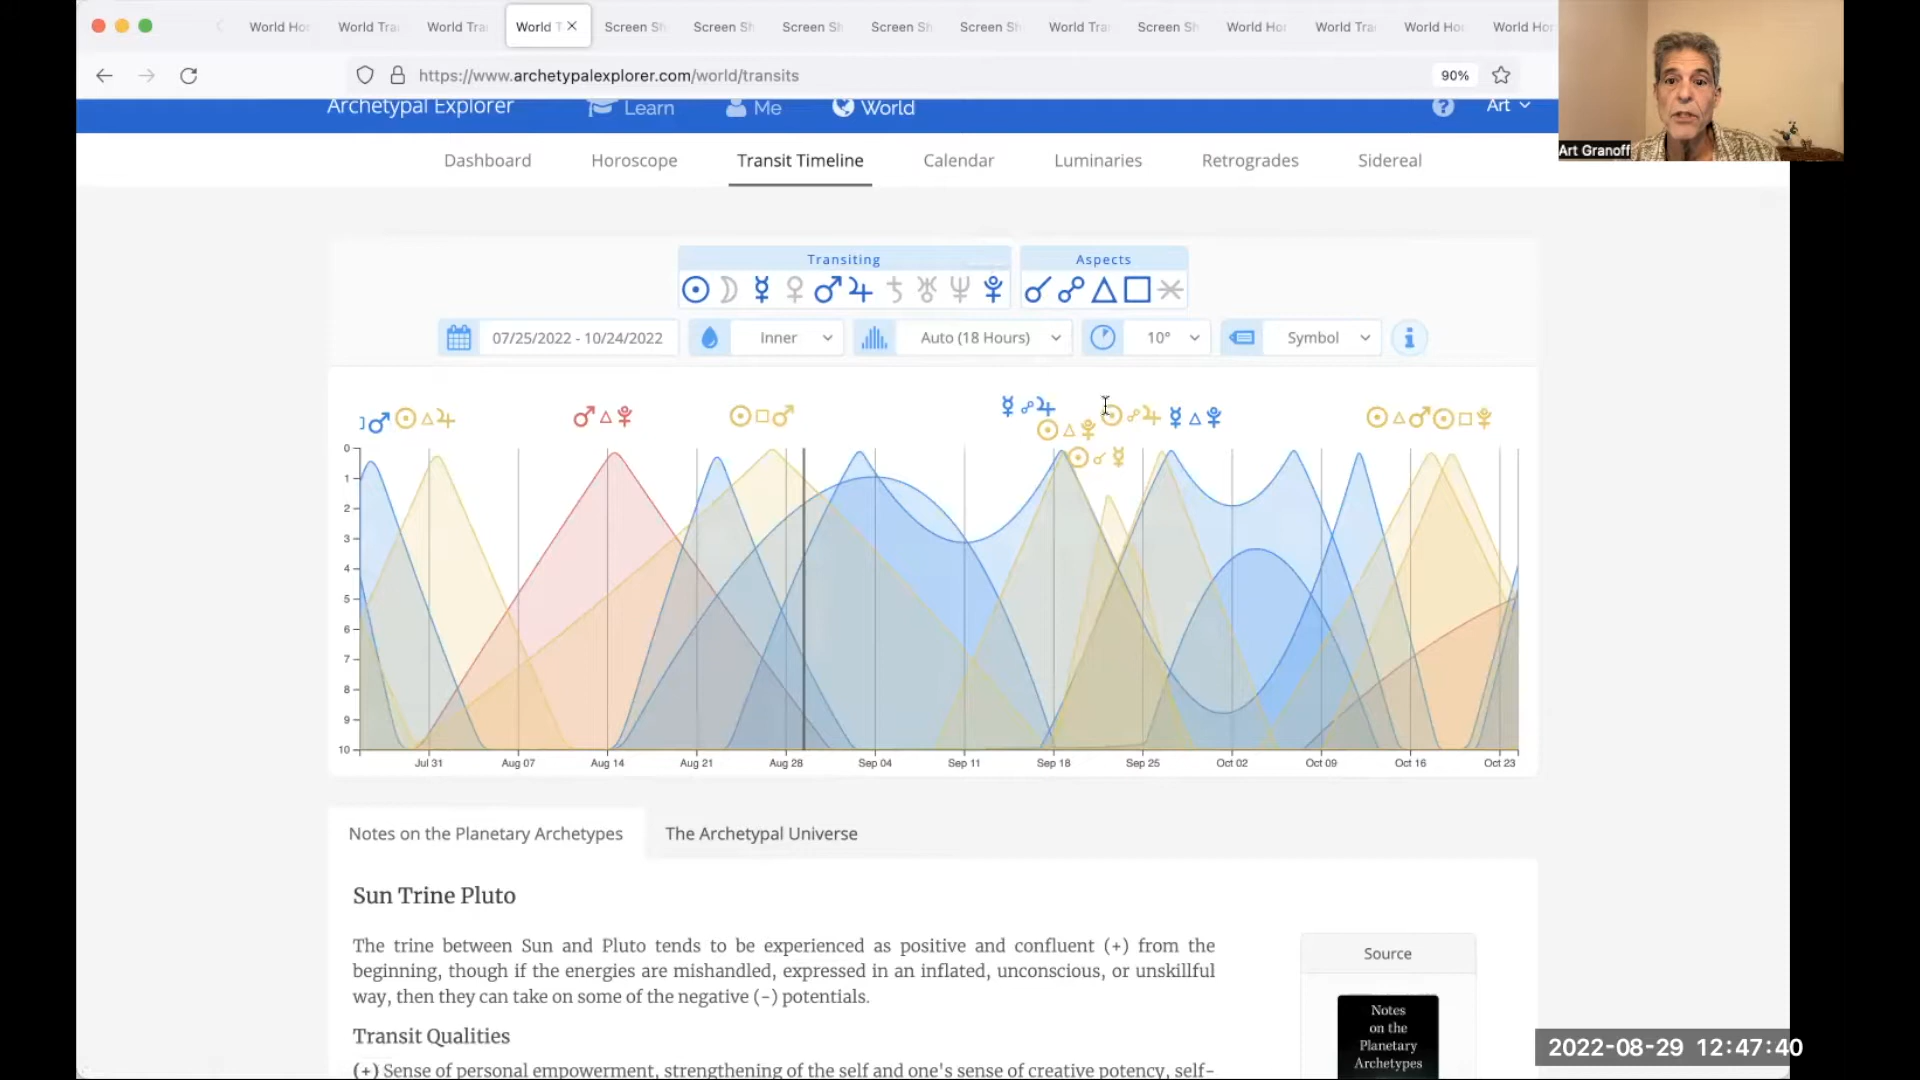 World Ho
World Tra
World Tra
World T
Screen Sh
Screen Sh
Screen Sh
Screen Sh
Screen Sh
World Tra
Screen Sh
World Hor
World Tra
World Ho
World Hor
https://www.archetypalexplorer.com/world/transits
90%
Archetypal Explorer
Learn
Me
World
?
Art
Art Granoff
Dashboard
Horoscope
Transit Timeline
Calendar
Luminaries
Retrogrades
Sidereal
Transiting
Aspects
☉ ☽ ☿ ♀ ♂ ♃ ♄ ♅ ♆ ♇
☌ ☍ △ □ ⚹
07/25/2022 - 10/24/2022
Inner
Auto (18 Hours)
10°
Symbol
i
♂ ☉ △ ♃
♂ △ ♇
☉ □ ♂
☿ ☍ ♃
☉ △ ♇
☉ ☌ ☿
☉ ☍ ♃
☿ △ ♇
☉ △ ♂
☉ □ ♇
0
1
2
3
4
5
6
7
8
9
10
Jul 31
Aug 07
Aug 14
Aug 21
Aug 28
Sep 04
Sep 11
Sep 18
Sep 25
Oct 02
Oct 09
Oct 16
Oct 23
Notes on the Planetary Archetypes
The Archetypal Universe
Sun Trine Pluto
The trine between Sun and Pluto tends to be experienced as positive and confluent (+) from the
beginning, though if the energies are mishandled, expressed in an inflated, unconscious, or unskillful
way, then they can take on some of the negative (-) potentials.
Transit Qualities
(+) Sense of personal empowerment, strengthening of the self and one's sense of creative potency, self-
Source
Notes
on the
Planetary
Archetypes
2022-08-29 12:47:40